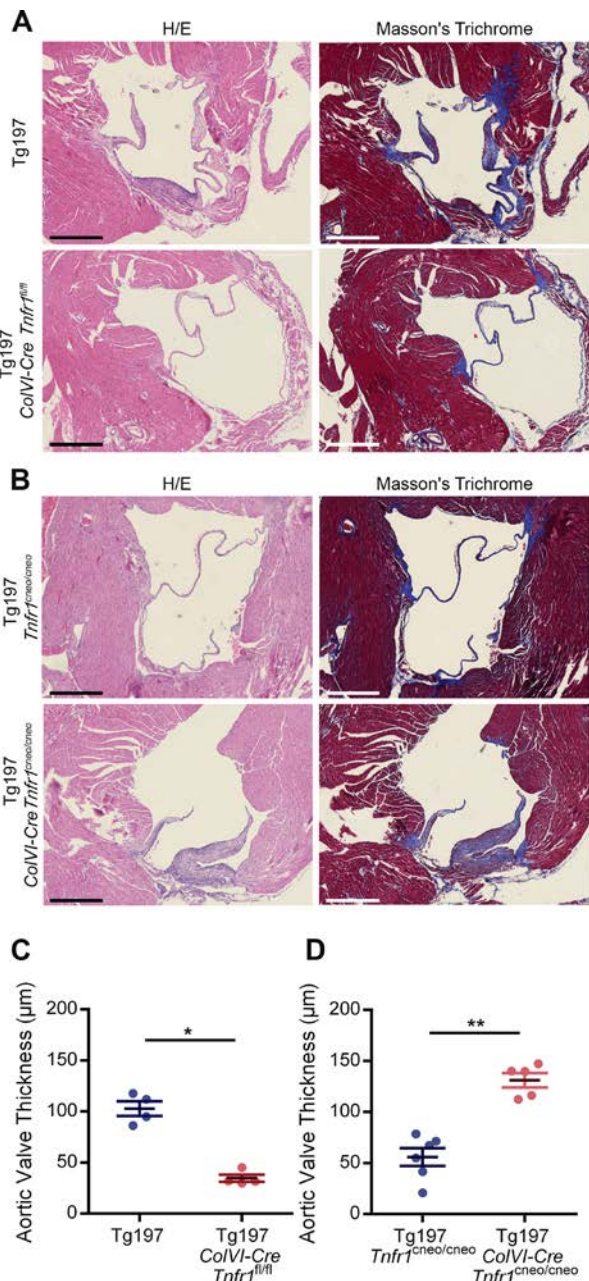 A
H/E
Masson's Trichrome
Tg197
Tg197
ColVI-Cre Tnfr1fl/fl
B
H/E
Masson's Trichrome
Tg197
Tnfr1cneo/cneo
Tg197
ColVI-Cre Tnfr1cneo/cneo
C
Aortic Valve Thickness (μm)
200
150
100
50
0
*
Tg197
Tg197
ColVI-Cre
Tnfr1fl/fl
D
Aortic Valve Thickness (μm)
200
150
100
50
0
**
Tg197
Tnfr1cneo/cneo
Tg197
ColVI-Cre
Tnfr1cneo/cneo